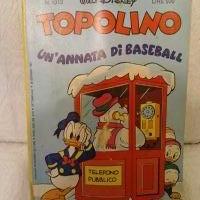 WALT DISNEY
TOPOLINO
UN'ANNATA DI BASEBALL
TELEFONO
PUBBLICO